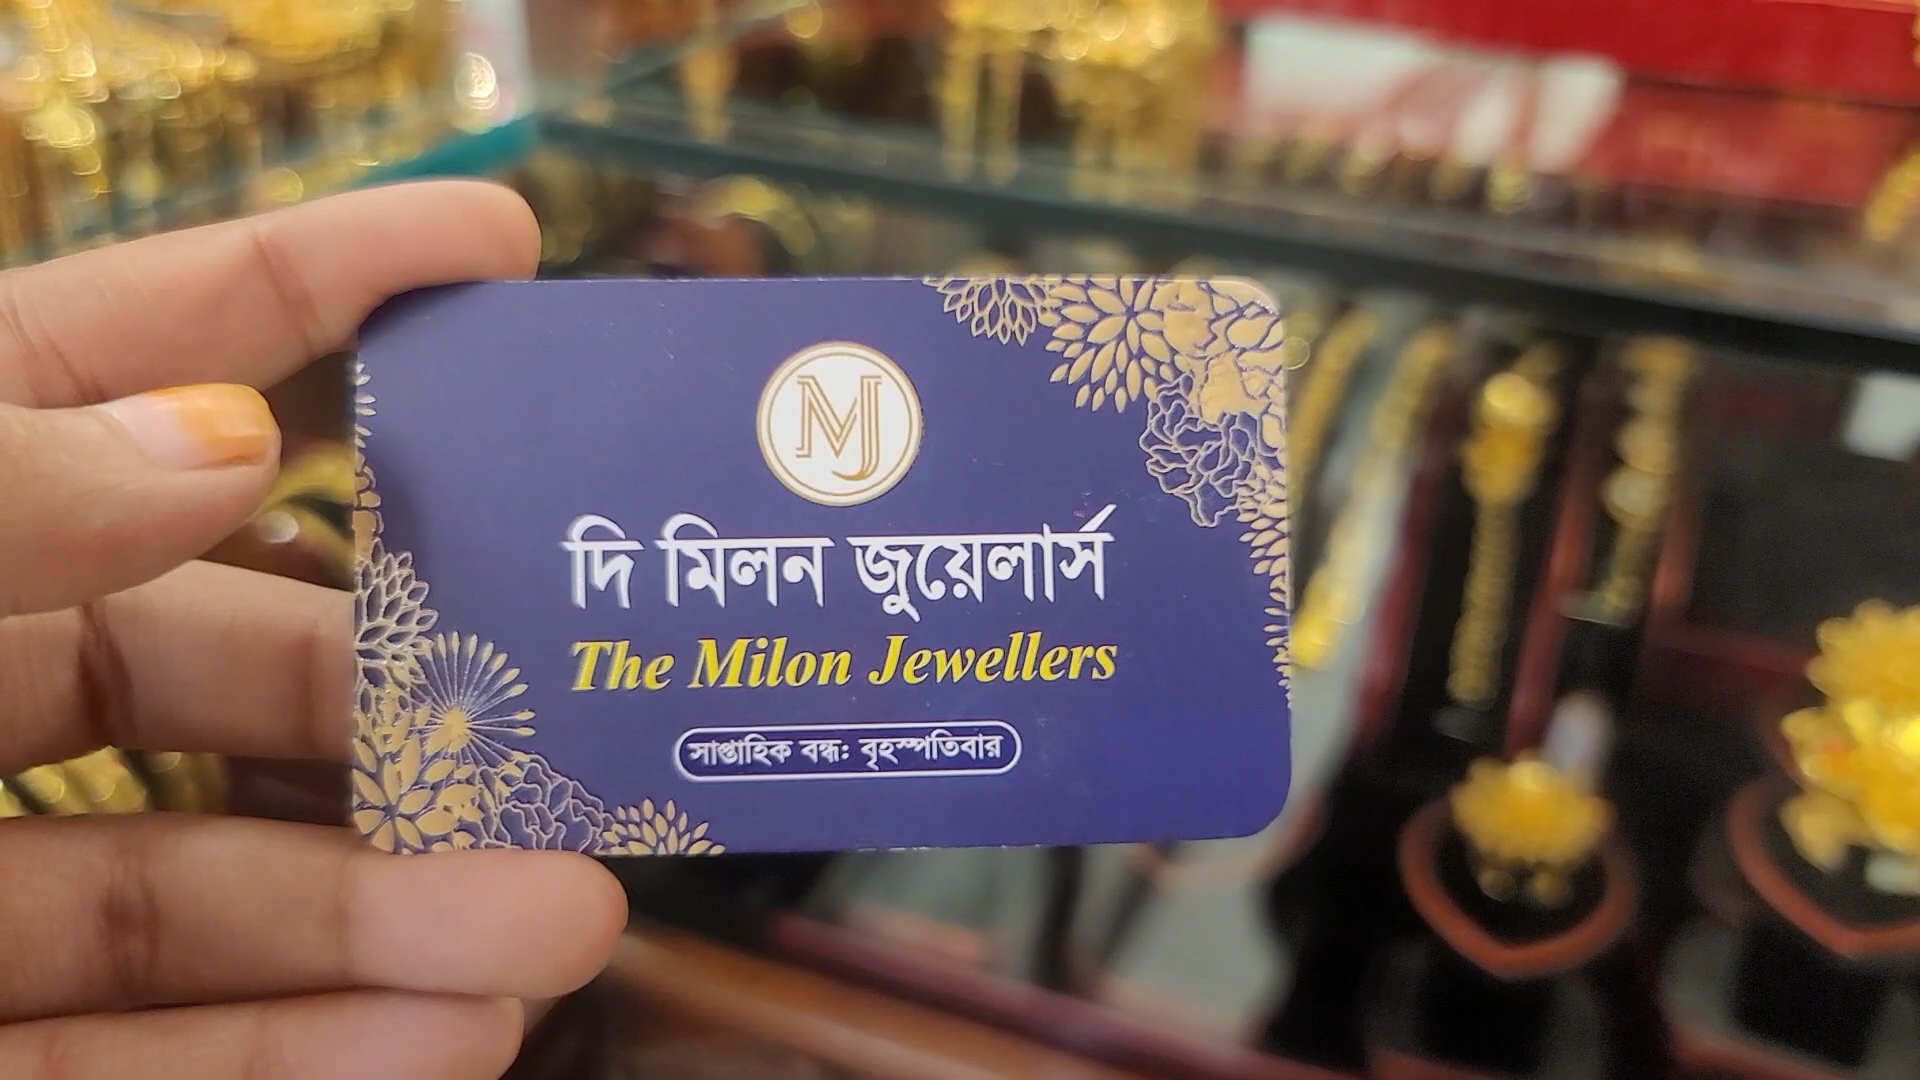 MJ
দি মিলন জুয়েলার্স
The Milon Jewellers
সাপ্তাহিক বন্ধ: বৃহস্পতিবার